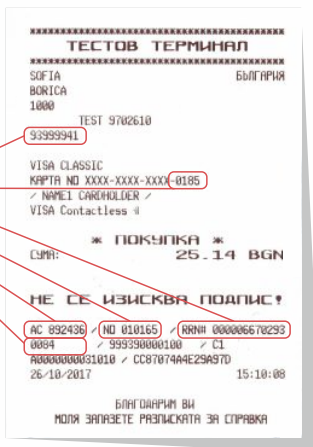 ************************************
ТЕСТОВ ТЕРМИНАЛ
************************************
SOFIA БЪЛГАРИЯ
BORICA
1000
TEST 9702610
93999941
VISA CLASSIC
КАРТА NO XXXX-XXXX-XXXX-0185
/ NAME1 CARDHOLDER /
VISA Contactless
* ПОКУПКА *
СУМА: 25.14 BGN
НЕ СЕ ИЗИСКВА ПОДПИС!
AC 892436 / NO 010165 / RRN# 000006670293
0084 / 999390000100 / C1
A0000000031010 / CC87074A4E29A97D
26/10/2017 15:10:08
БЛАГОДАРИМ ВИ
МОЛЯ ЗАПАЗЕТЕ РАЗПИСКАТА ЗА СПРАВКА